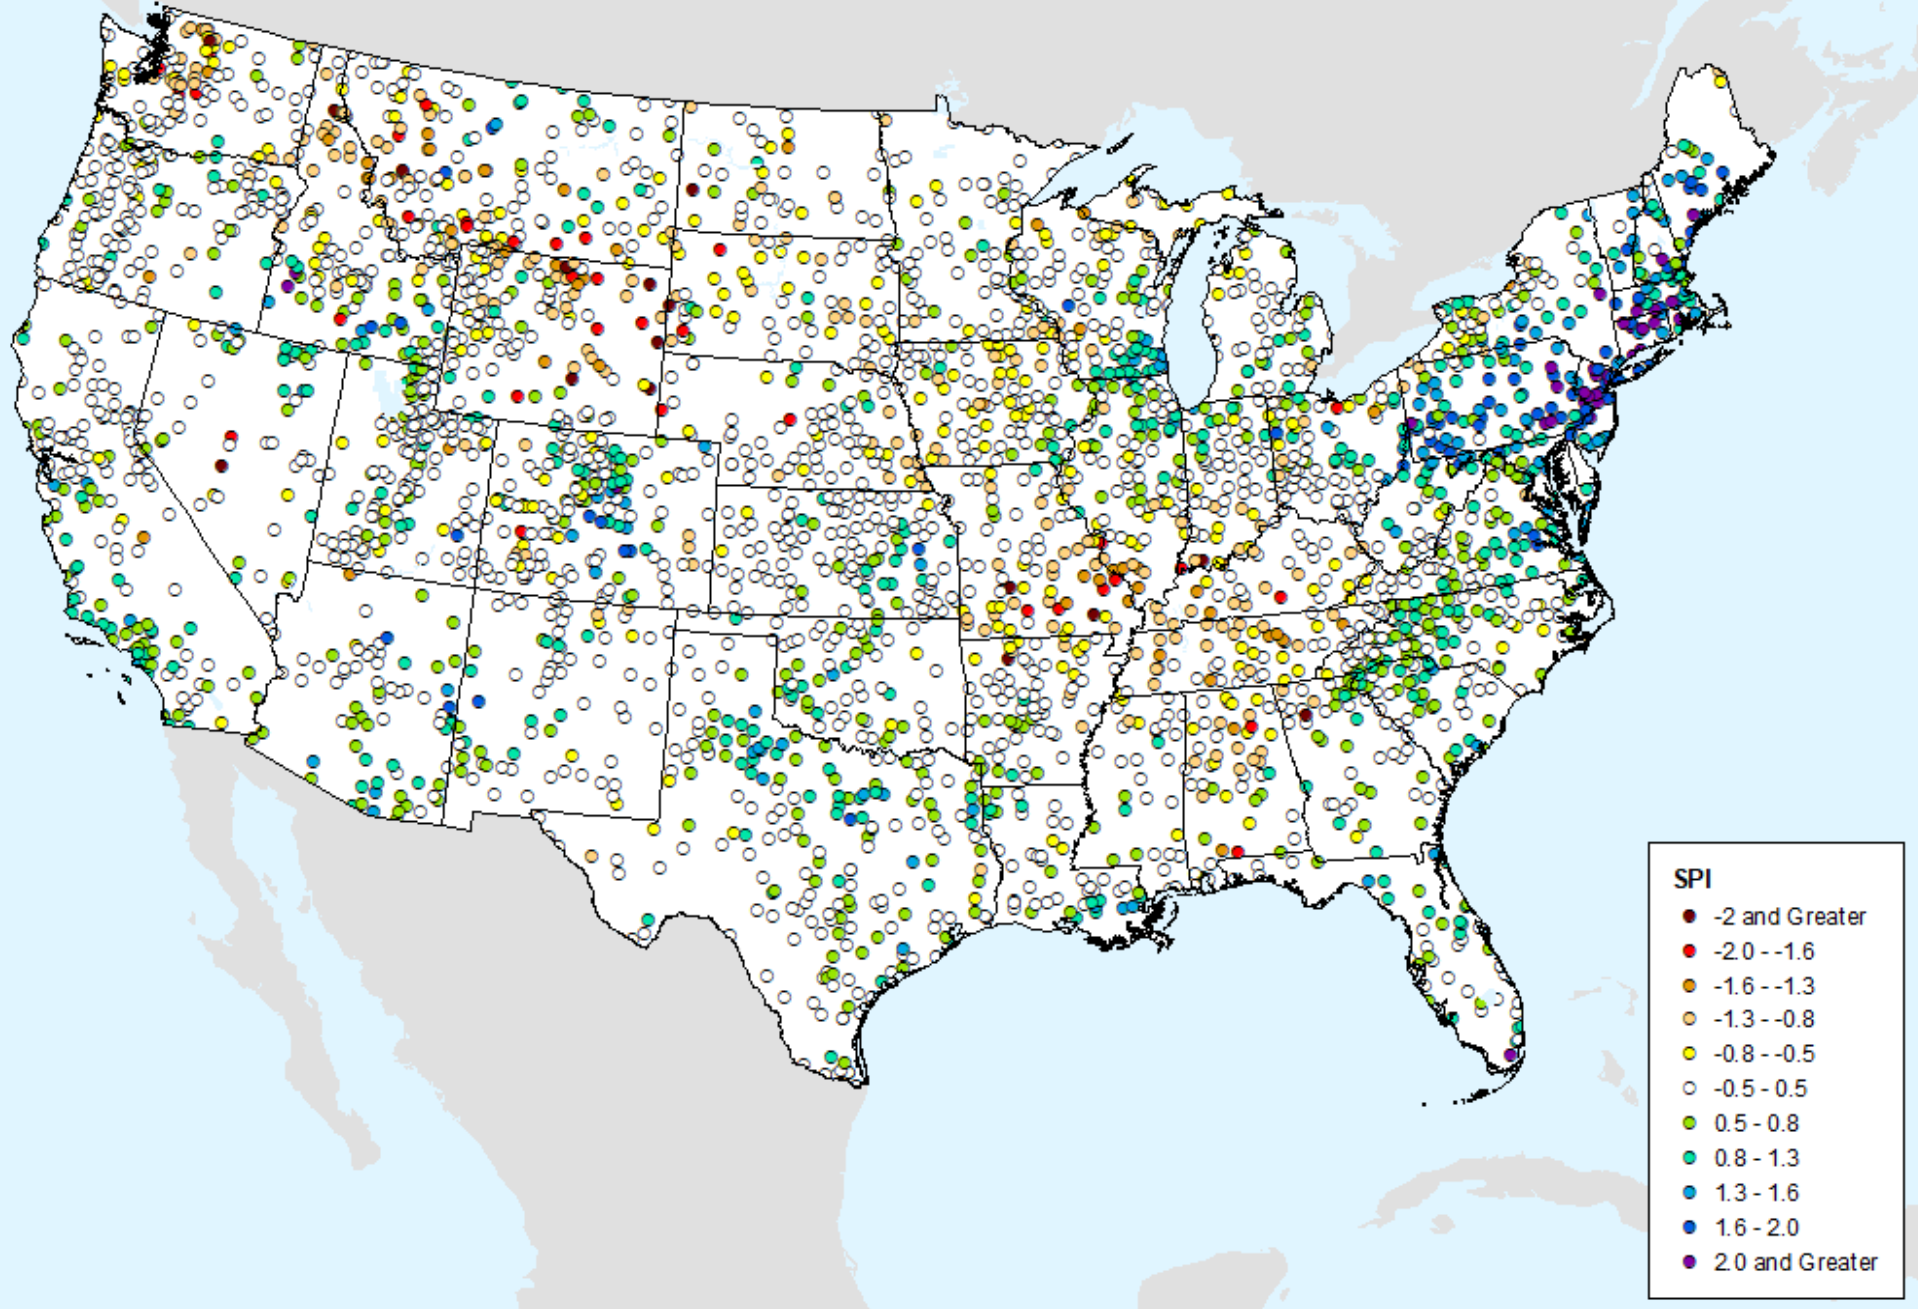 SPI
-2 and Greater
-2.0 - -1.6
-1.6 - -1.3
-1.3 - -0.8
-0.8 - -0.5
-0.5 - 0.5
0.5 - 0.8
0.8 - 1.3
1.3 - 1.6
1.6 - 2.0
2.0 and Greater